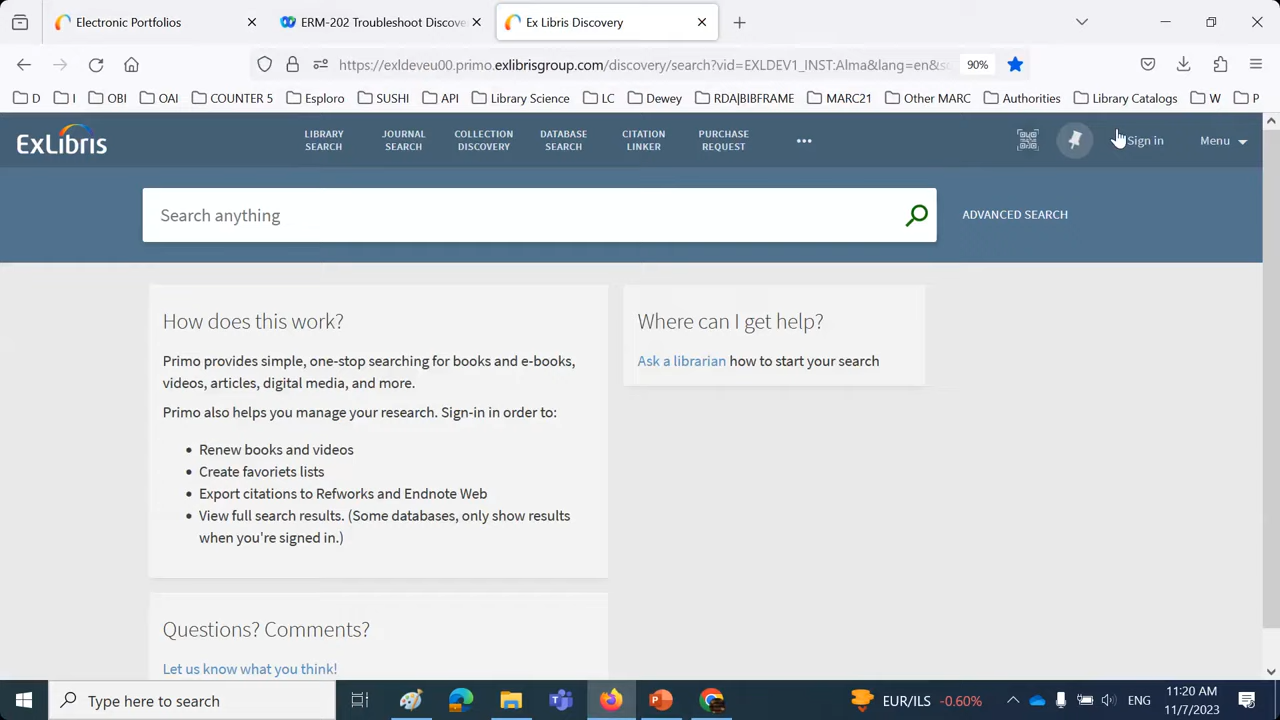 Electronic Portfolios
ERM-202 Troubleshoot Discove
Ex Libris Discovery
https://exldeveu00.primo.exlibrisgroup.com/discovery/search?vid=EXLDEV1_INST:Alma&lang=en&s
90%
D
I
OBI
OAI
COUNTER 5
Esploro
SUSHI
API
Library Science
LC
Dewey
RDA|BIBFRAME
MARC21
Other MARC
Authorities
Library Catalogs
W
P
ExLibris
LIBRARY
SEARCH
JOURNAL
SEARCH
COLLECTION
DISCOVERY
DATABASE
SEARCH
CITATION
LINKER
PURCHASE
REQUEST
Sign in
Menu
Search anything
ADVANCED SEARCH
How does this work?
Primo provides simple, one-stop searching for books and e-books,
videos, articles, digital media, and more.
Primo also helps you manage your research. Sign-in in order to:
• Renew books and videos
• Create favoriets lists
• Export citations to Refworks and Endnote Web
• View full search results. (Some databases, only show results
when you're signed in.)
Where can I get help?
Ask a librarian how to start your search
Questions? Comments?
Let us know what you think!
Type here to search
EUR/ILS -0.60%
ENG
11:20 AM
11/7/2023